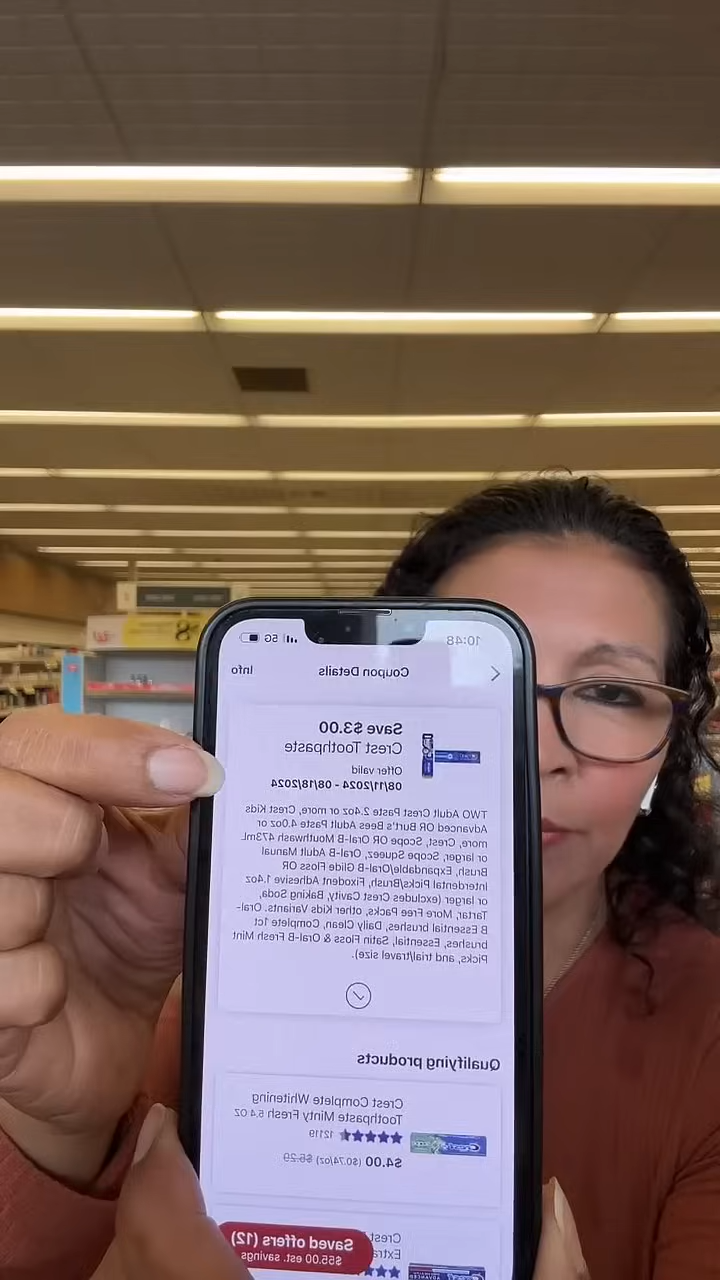 10:48
5G
Coupon Details
Info
Save $3.00
Crest Toothpaste
Offer valid
08/11/2024 - 08/18/2024
TWO Adult Crest Paste 2.4oz or more, Crest Kids
Advanced OR Burt's Bees Adult Paste 4.0oz or
more, Crest, Scope OR Oral-B Mouthwash 473mL
or larger, Scope Squeez, Oral-B Adult Manual
Brush, Expandable/Oral-B Glide Floss OR
Interdental Picks/Brush, Fixodent Adhesive 1.4oz
or larger (excludes Crest Cavity, Baking Soda,
Tartar, More Free Packs, other Kids Variants. Oral-
B Essential brushes, Daily Clean, Complete 1ct
brushes, Essential, Satin Floss & Oral-B Fresh Mint
Picks, and trial/travel size).
Qualifying products
Crest Complete Whitening
Toothpaste Minty Fresh 5.4 OZ
12119
$4.00 ($0.74/oz) $6.29
Crest
Extra
Saved offers (12)
$65.00 est. savings